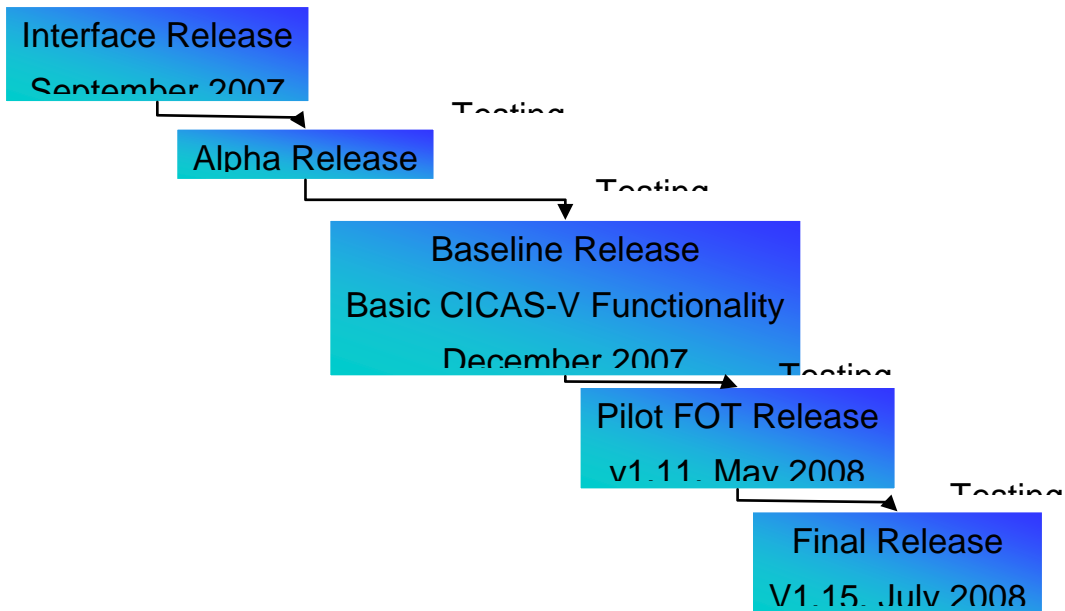 Interface Release
September 2007
Testing
Alpha Release
Testing
Baseline Release
Basic CICAS-V Functionality
December 2007
Testing
Pilot FOT Release
v1.11, May 2008
Testing
Final Release
V1.15, July 2008